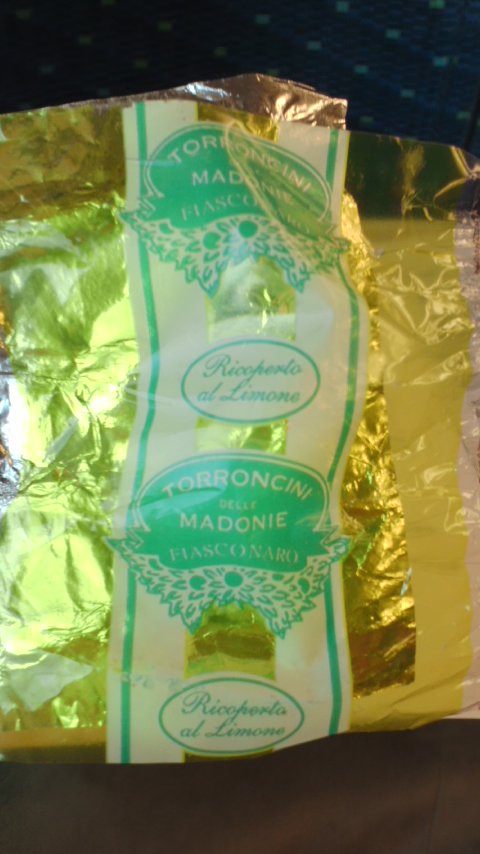 TORRONCINI
MADONIE
FIASCONARO
Ricoperto
al Limone
TORRONCINI
DELLE
MADONIE
FIASCONARO
Ricoperto
al Limone